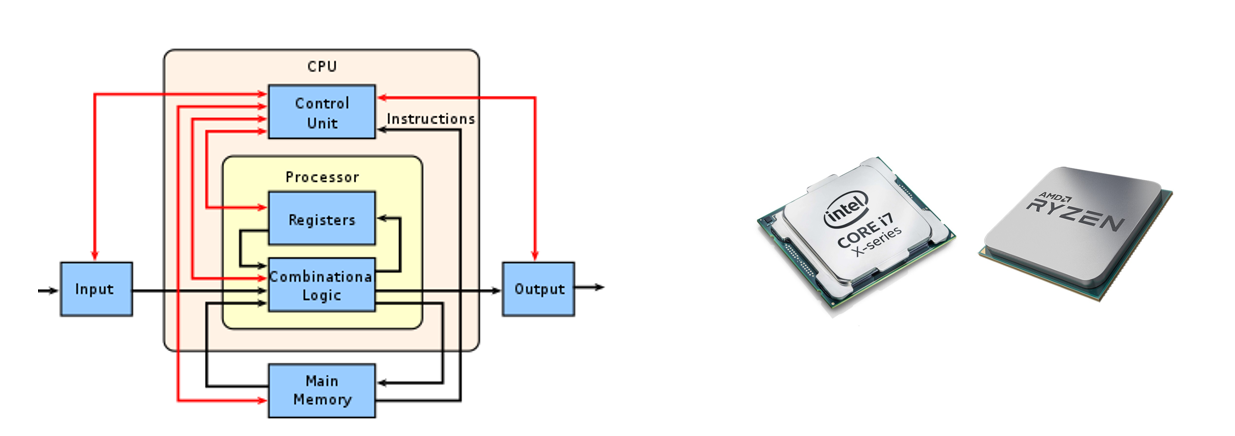 CPU
Control
Unit
Instructions
Processor
Registers
Combinationa
Logic
Input
Output
Main
Memory
intel
CORE i7
X-series
AMD
RYZEN